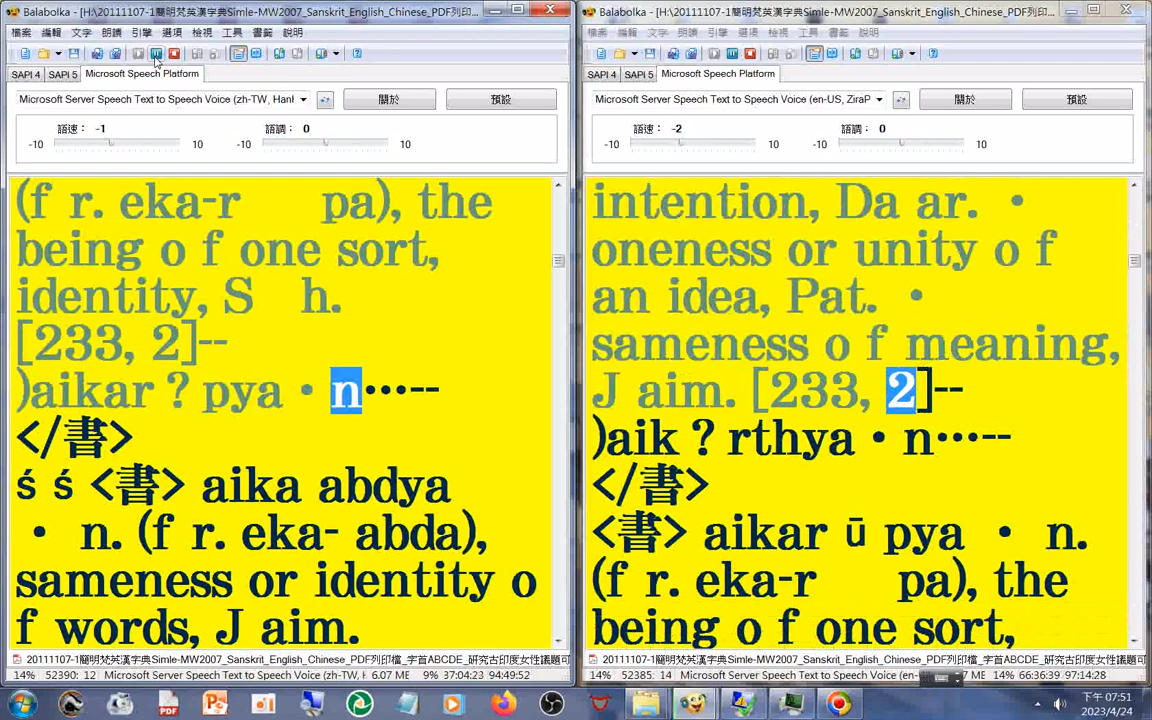 Balabolka - [H:\20111107-1簡明梵英漢字典Simle-MW2007_Sanskrit_English_Chinese_PDF列印...
檔案 編輯 文字 朗讀 引擎 選項 檢視 工具 書籤 說明
SAPI 4 SAPI 5 Microsoft Speech Platform
Microsoft Server Speech Text to Speech Voice (zh-TW, Hanl 關於 預設
語速： -1 語調： 0
-10 10 -10 10
(f r. eka-r pa), the
being o f one sort,
identity, S h.
[233, 2]--
)aikar ? pya • n•••--
</書>
ś ś <書> aika abdya
• n. (f r. eka- abda),
sameness or identity o
f words, J aim.
20111107-1簡明梵英漢字典Simle-MW2007_Sanskrit_English_Chinese_PDF列印檔_字首ABCDE_研究古印度女性議題可
14% 52390: 12 Microsoft Server Speech Text to Speech Voice (zh-TW, H 6.07 MB 9% 37:04:23 94:49:52
Balabolka - [H:\20111107-1簡明梵英漢字典Simle-MW2007_Sanskrit_English_Chinese_PDF列印...
檔案 編輯 文字 朗讀 引擎 選項 檢視 工具 書籤 說明
SAPI 4 SAPI 5 Microsoft Speech Platform
Microsoft Server Speech Text to Speech Voice (en-US, ZiraP 關於 預設
語速： -2 語調： 0
-10 10 -10 10
intention, Da ar. •
oneness or unity o f
an idea, Pat. •
sameness o f meaning,
J aim. [233, 2]--
)aik ? rthya • n•••--
</書>
<書> aikar ū pya • n.
(f r. eka-r pa), the
being o f one sort,
20111107-1簡明梵英漢字典Simle-MW2007_Sanskrit_English_Chinese_PDF列印檔_字首ABCDE_研究古印度女性議題可
14% 52385: 14 Microsoft Server Speech Text to Speech Voice (en-us 14% 66:36:39 97:14:28
下午 07:51
2023/4/24